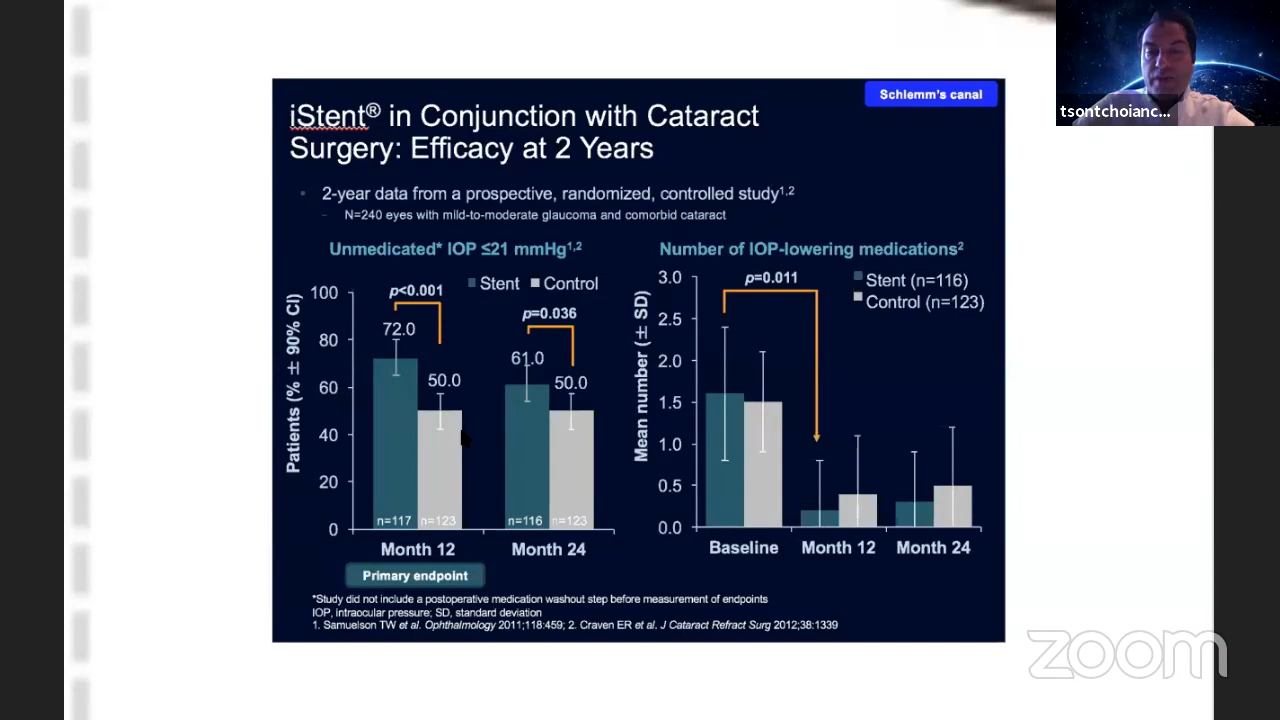 Schlemm's canal
iStent® in Conjunction with Cataract
Surgery: Efficacy at 2 Years
tsontchoianc...
• 2-year data from a prospective, randomized, controlled study1,2
– N=240 eyes with mild-to-moderate glaucoma and comorbid cataract
Unmedicated* IOP ≤21 mmHg1,2
Stent Control
Patients (% ± 90% CI)
100
80
60
40
20
0
p<0.001
72.0
50.0
p=0.036
61.0
50.0
n=117 n=123
n=116 n=123
Month 12 Month 24
Primary endpoint
Number of IOP-lowering medications2
Stent (n=116)
Control (n=123)
Mean number (± SD)
3.0
2.5
2.0
1.5
1.0
0.5
0.0
p=0.011
Baseline Month 12 Month 24
*Study did not include a postoperative medication washout step before measurement of endpoints
IOP, intraocular pressure; SD, standard deviation
1. Samuelson TW et al. Ophthalmology 2011;118:459; 2. Craven ER et al. J Cataract Refract Surg 2012;38:1339
zoom